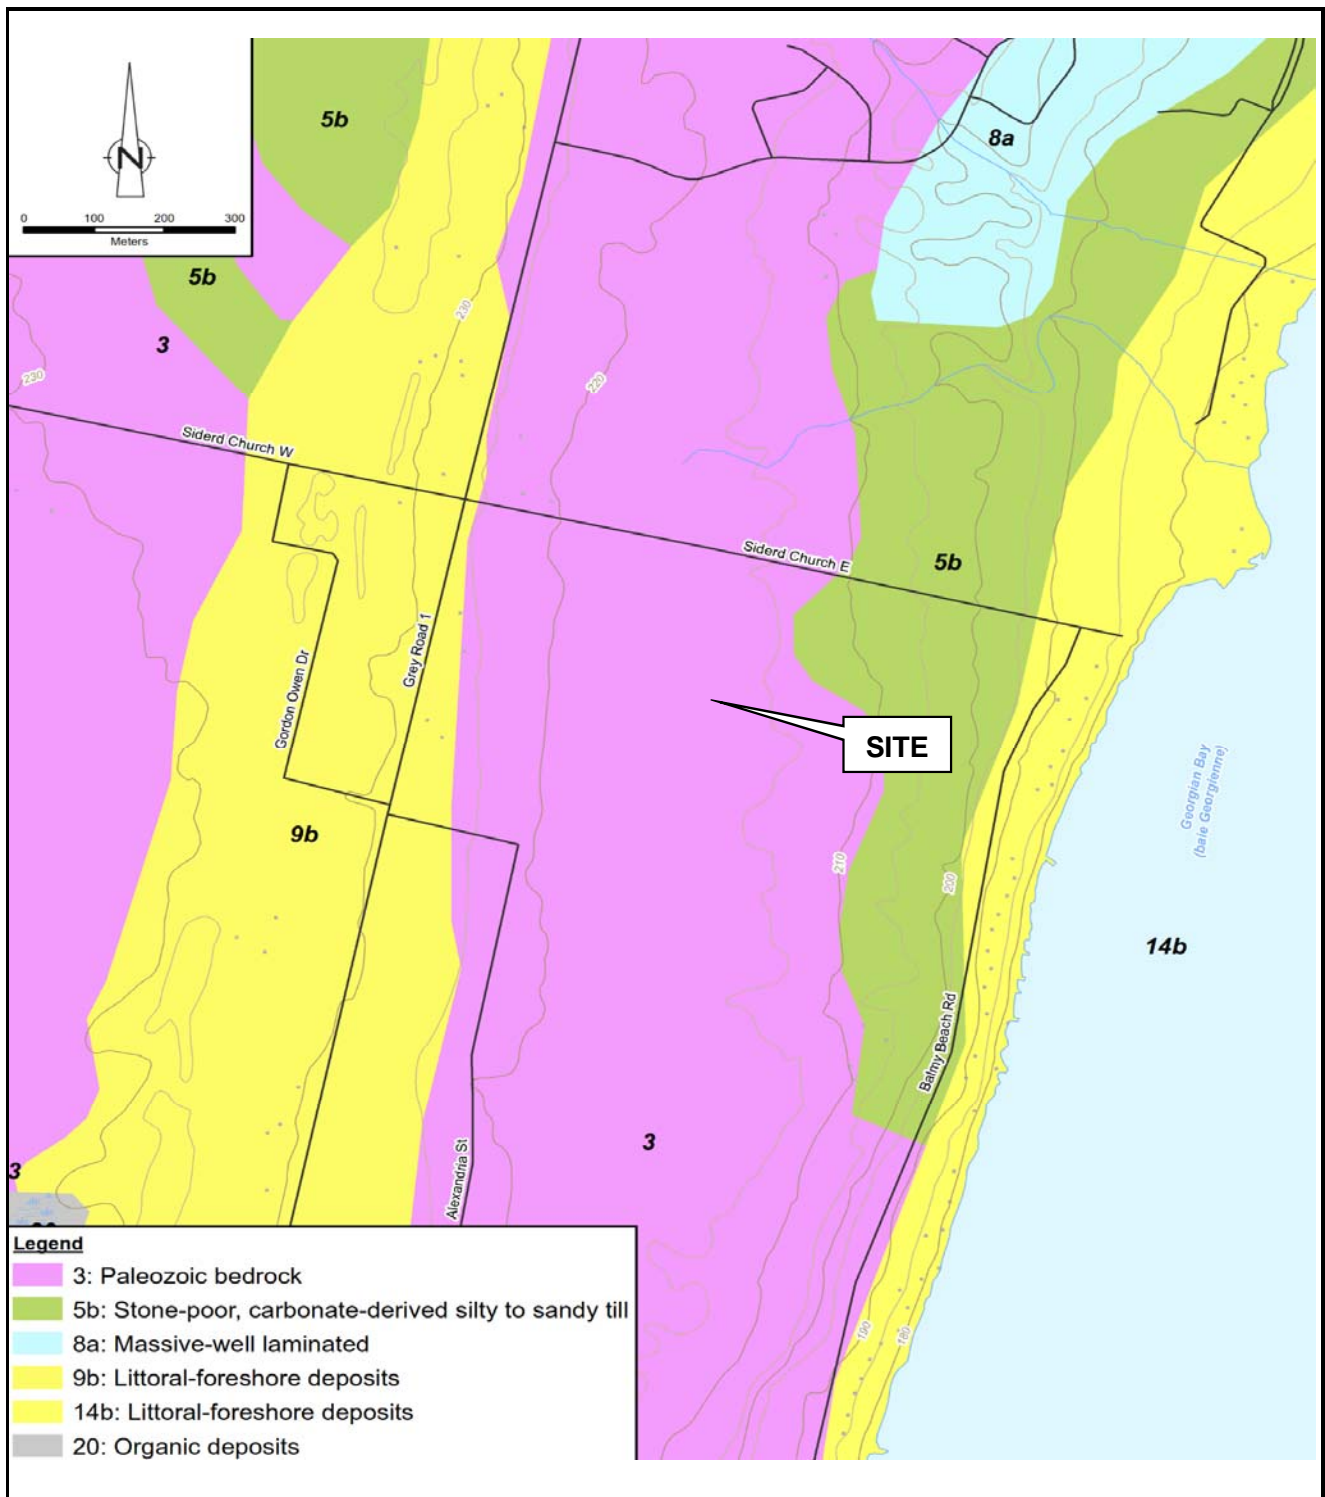 N
0 100 200 300
Meters
5b
5b
8a
3
230
230
220
Siderd Church W
Siderd Church E
5b
Grey Road 1
Gordon Owen Dr
SITE
Georgian Bay
(baie Georgienne)
9b
210
200
14b
Balmy Beach Rd
3
3
Alexandria St
190
180
Legend
3: Paleozoic bedrock
5b: Stone-poor, carbonate-derived silty to sandy till
8a: Massive-well laminated
9b: Littoral-foreshore deposits
14b: Littoral-foreshore deposits
20: Organic deposits